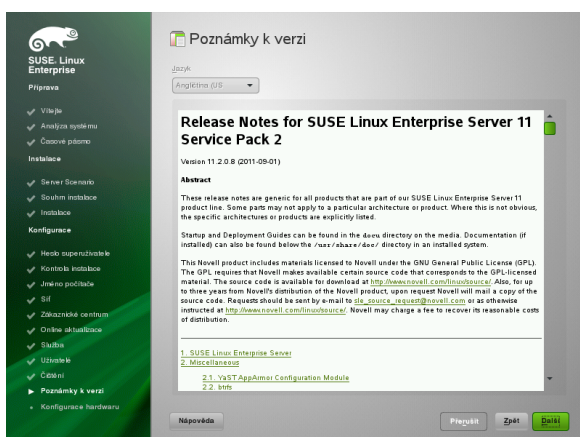 SUSE. Linux
Enterprise
Příprava
Vítejte
Analýza systému
Časové pásmo
Instalace
Server Scenario
Souhrn instalace
Instalace
Konfigurace
Heslo superuživatele
Kontrola instalace
Jméno počítače
Síť
Zákaznické centrum
Online aktualizace
Služba
Uživatelé
Čištění
Poznámky k verzi
Konfigurace hardwaru
Poznámky k verzi
Jazyk
Angličtina (US
Release Notes for SUSE Linux Enterprise Server 11
Service Pack 2
Version 11.2.0.8 (2011-09-01)
Abstract
These release notes are generic for all products that are part of our SUSE Linux Enterprise Server 11
product line. Some parts may not apply to a particular architecture or product. Where this is not obvious,
the specific architectures or products are explicitly listed.
Startup and Deployment Guides can be found in the docu directory on the media. Documentation (if
installed) can also be found below the /usr/share/doc/ directory in an installed system.
This Novell product includes materials licensed to Novell under the GNU General Public License (GPL).
The GPL requires that Novell makes available certain source code that corresponds to the GPL-licensed
material. The source code is available for download at http://www.novell.com/linux/source/. Also, for up
to three years from Novell's distribution of the Novell product, upon request Novell will mail a copy of the
source code. Requests should be sent by e-mail to sle_source_request@novell.com or as otherwise
instructed at http://www.novell.com/linux/source/. Novell may charge a fee to recover its reasonable costs
of distribution.
1. SUSE Linux Enterprise Server
2. Miscellaneous
2.1. YaST AppArmor Configuration Module
2.2. btrfs
Nápověda
Přerušit
Zpět
Další